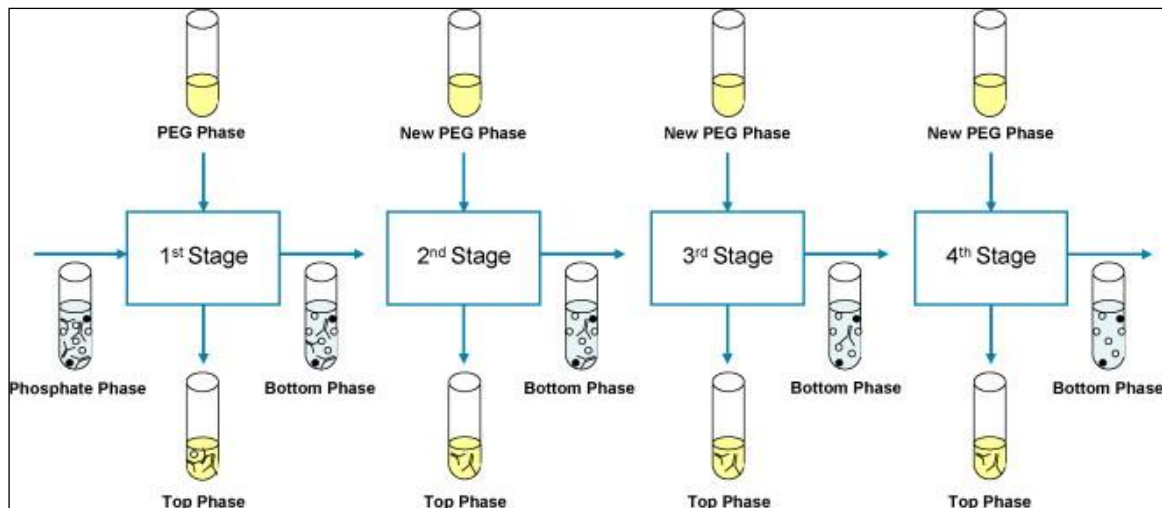 PEG Phase
New PEG Phase
New PEG Phase
New PEG Phase
1st Stage
2nd Stage
3rd Stage
4th Stage
Phosphate Phase
Bottom Phase
Bottom Phase
Bottom Phase
Bottom Phase
Top Phase
Top Phase
Top Phase
Top Phase